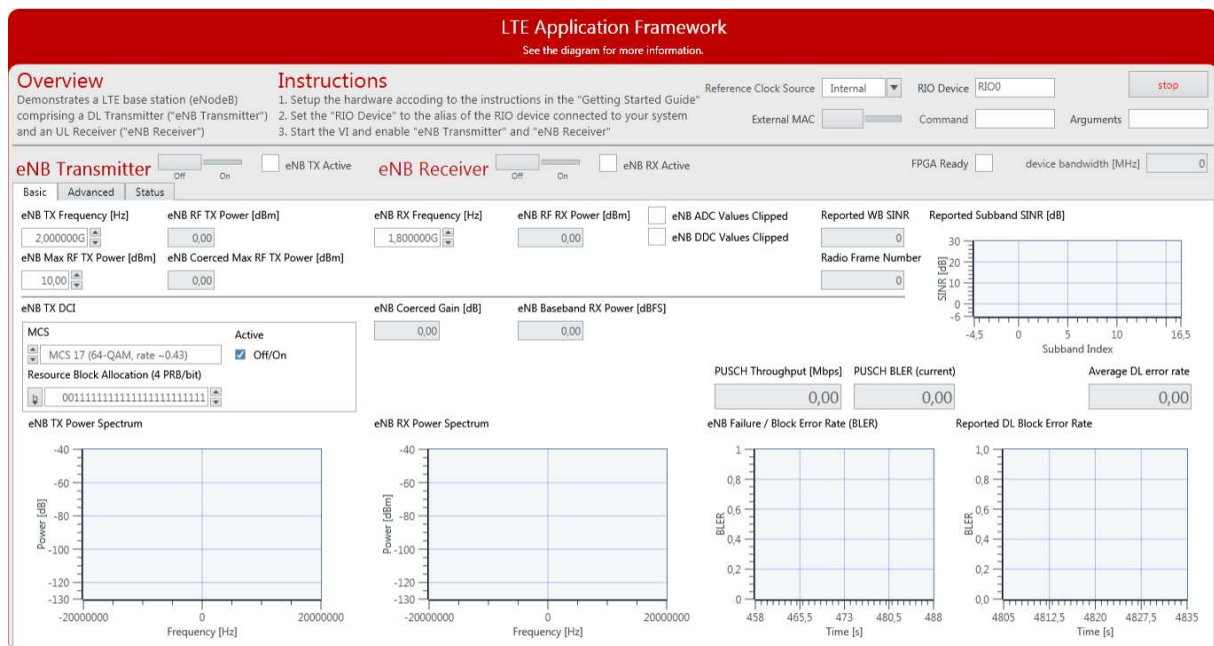 LTE Application Framework
See the diagram for more information.
Overview
Demonstrates a LTE base station (eNodeB)
comprising a DL Transmitter ("eNB Transmitter")
and an UL Receiver ("eNB Receiver")
Instructions
1. Setup the hardware accoding to the instructions in the "Getting Started Guide"
2. Set the "RIO Device" to the alias of the RIO device connected to your system
3. Start the VI and enable "eNB Transmitter" and "eNB Receiver"
Reference Clock Source Internal RIO Device RIO0 stop
External MAC Command Arguments
eNB Transmitter Off On eNB TX Active eNB Receiver Off On eNB RX Active FPGA Ready device bandwidth [MHz] 0
Basic Advanced Status
eNB TX Frequency [Hz] eNB RF TX Power [dBm] eNB RX Frequency [Hz] eNB RF RX Power [dBm] eNB ADC Values Clipped Reported WB SINR Reported Subband SINR [dB]
2,000000G 0,00 1,800000G 0,00 eNB DDC Values Clipped 0
eNB Max RF TX Power [dBm] eNB Coerced Max RF TX Power [dBm] Radio Frame Number
10,00 0,00 0
SINR [dB]
30
20
10
0
-6
-4,5 0 5 10 16,5
Subband Index
eNB TX DCI eNB Coerced Gain [dB] eNB Baseband RX Power [dBFS]
0,00 0,00
MCS Active
MCS 17 (64-QAM, rate ~0.43) Off/On
Resource Block Allocation (4 PRB/bit)
b 0011111111111111111111111
PUSCH Throughput [Mbps] PUSCH BLER (current) Average DL error rate
0,00 0,00 0,00
eNB TX Power Spectrum
Power [dB]
-40
-60
-80
-100
-120
-130
-20000000 0 20000000
Frequency [Hz]
eNB RX Power Spectrum
Power [dBm]
-40
-60
-80
-100
-120
-130
-20000000 0 20000000
Frequency [Hz]
eNB Failure / Block Error Rate (BLER)
BLER
1
0,8
0,6
0,4
0,2
0
458 465,5 473 480,5 488
Time [s]
Reported DL Block Error Rate
BLER
1,0
0,8
0,6
0,4
0,2
0,0
4805 4812,5 4820 4827,5 4835
Time [s]